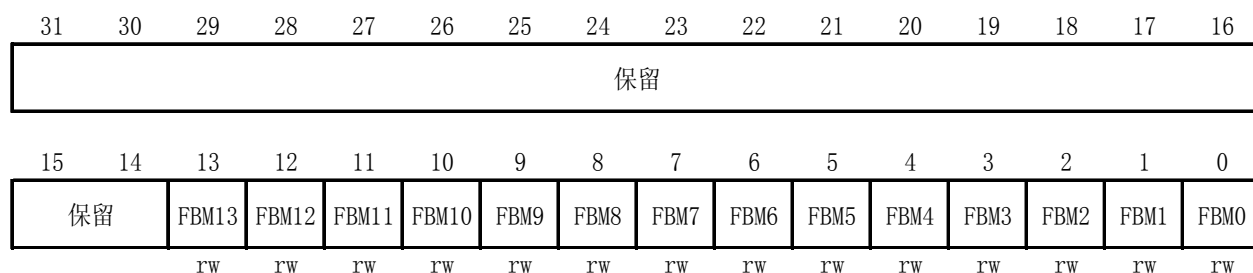 31 30 29 28 27 26 25 24 23 22 21 20 19 18 17 16
保留
15 14 13 12 11 10 9 8 7 6 5 4 3 2 1 0
保留 FBM13 FBM12 FBM11 FBM10 FBM9 FBM8 FBM7 FBM6 FBM5 FBM4 FBM3 FBM2 FBM1 FBM0
rw rw rw rw rw rw rw rw rw rw rw rw rw rw